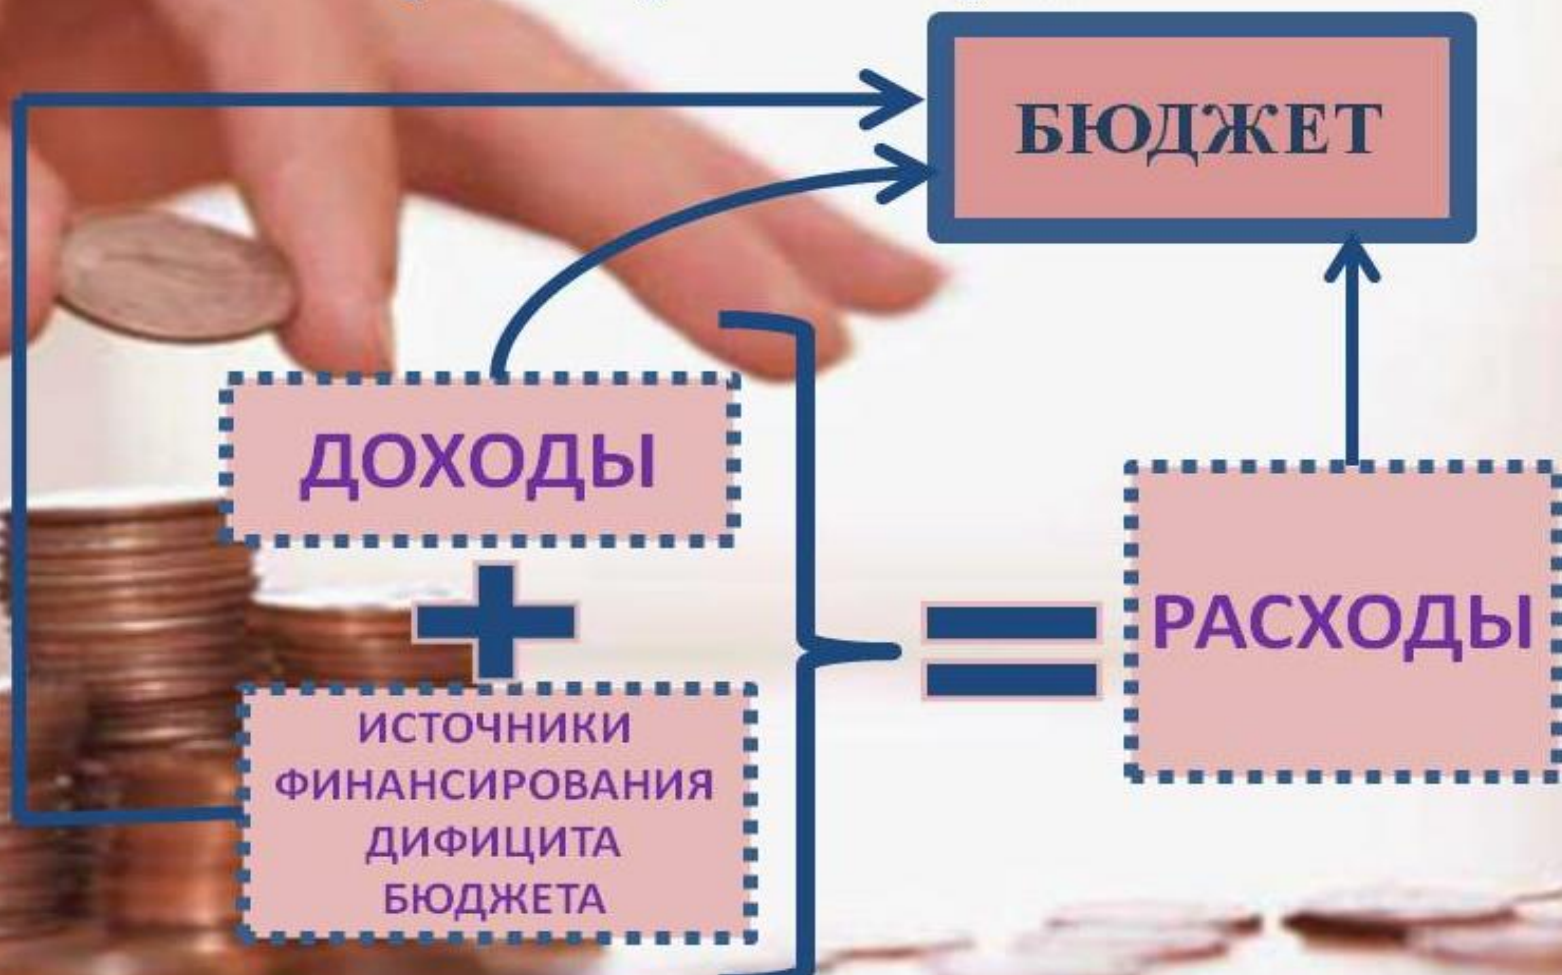 БЮДЖЕТ
ДОХОДЫ
РАСХОДЫ
ИСТОЧНИКИ
ФИНАНСИРОВАНИЯ
ДИФИЦИТА
БЮДЖЕТА